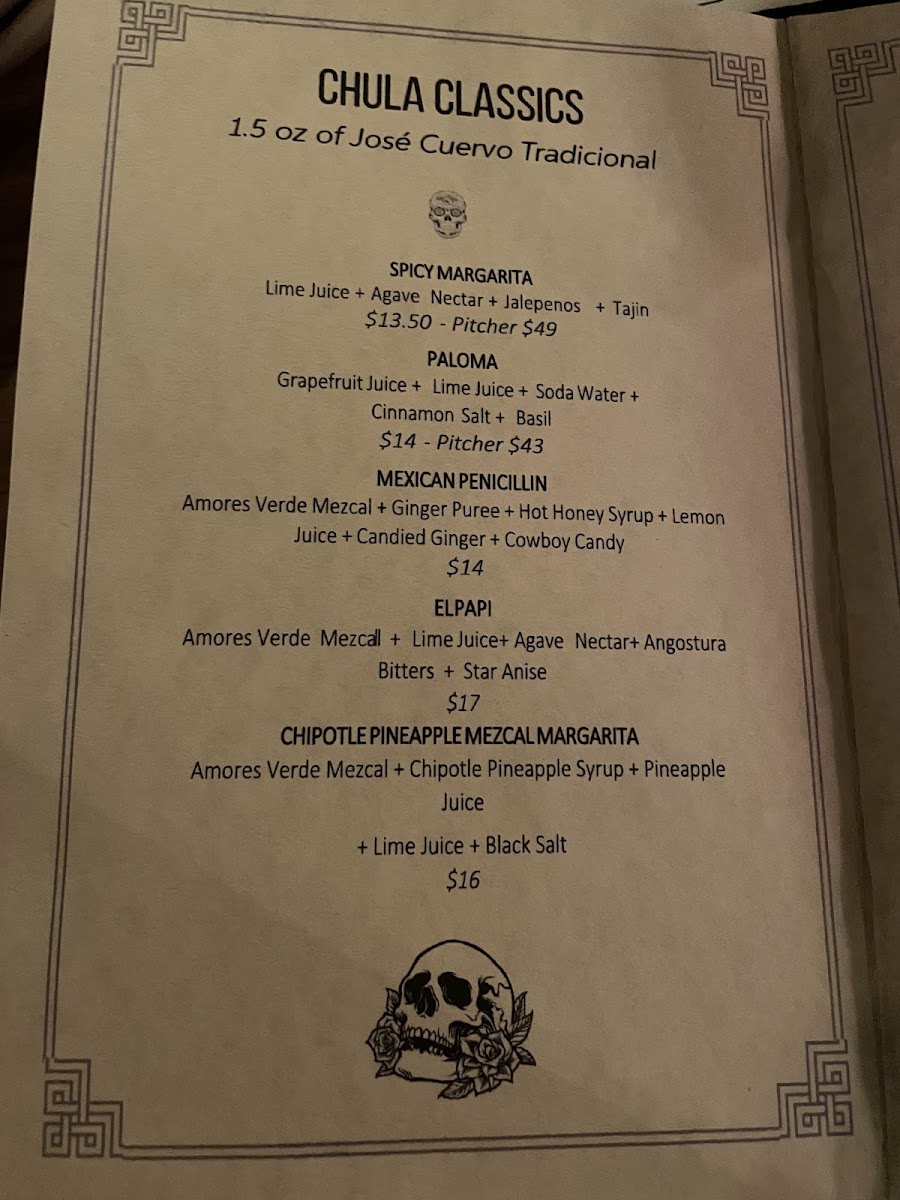 CHULA CLASSICS
1.5 oz of José Cuervo Tradicional
SPICY MARGARITA
Lime Juice + Agave Nectar + Jalepenos + Tajin
$13.50 - Pitcher $49
PALOMA
Grapefruit Juice + Lime Juice + Soda Water +
Cinnamon Salt + Basil
$14 - Pitcher $43
MEXICAN PENICILLIN
Amores Verde Mezcal + Ginger Puree + Hot Honey Syrup + Lemon
Juice + Candied Ginger + Cowboy Candy
$14
ELPAPI
Amores Verde Mezcall + Lime Juice+ Agave Nectar+ Angostura
Bitters + Star Anise
$17
CHIPOTLE PINEAPPLE MEZCAL MARGARITA
Amores Verde Mezcal + Chipotle Pineapple Syrup + Pineapple
Juice
+ Lime Juice + Black Salt
$16